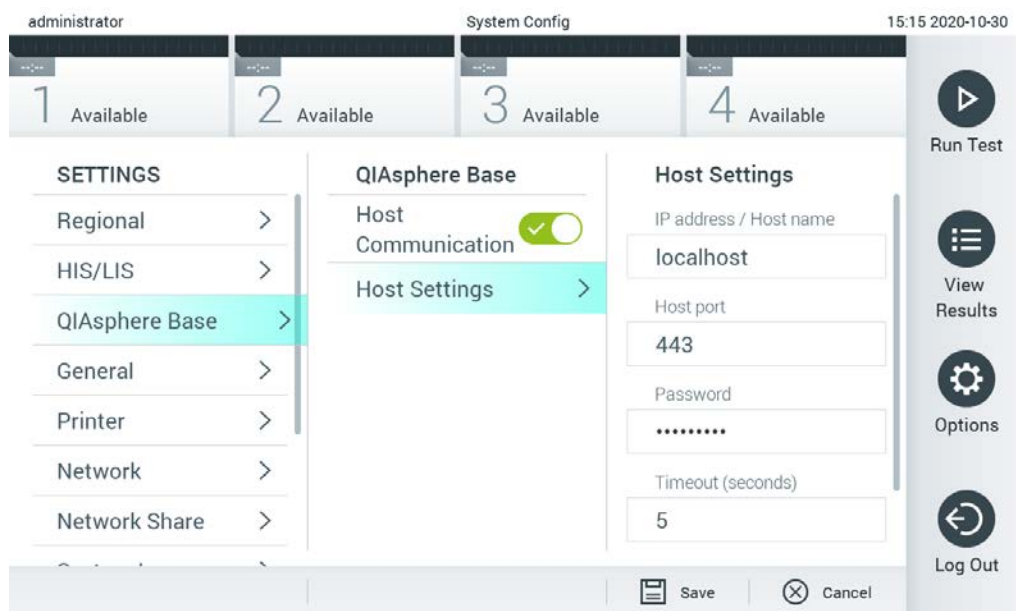 administrator
System Config
15:15 2020-10-30
--:--
1 Available
--:--
2 Available
--:--
3 Available
--:--
4 Available
SETTINGS
Regional
HIS/LIS
QIAsphere Base
General
Printer
Network
Network Share
QIAsphere Base
Host
Communication
Host Settings
Host Settings
IP address / Host name
localhost
Host port
443
Password
•••••••••
Timeout (seconds)
5
Save
Cancel
Run Test
View
Results
Options
Log Out